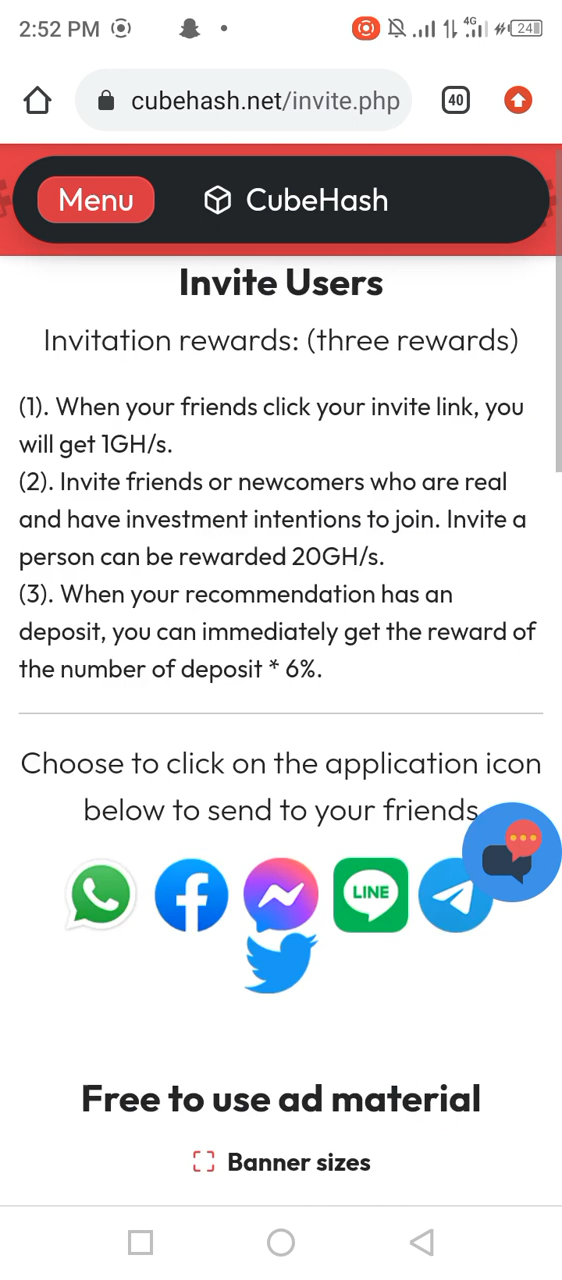 2:52 PM
4G
24
cubehash.net/invite.php
40
Menu
CubeHash
Invite Users
Invitation rewards: (three rewards)
(1). When your friends click your invite link, you
will get 1GH/s.
(2). Invite friends or newcomers who are real
and have investment intentions to join. Invite a
person can be rewarded 20GH/s.
(3). When your recommendation has an
deposit, you can immediately get the reward of
the number of deposit * 6%.
Choose to click on the application icon
below to send to your friends
LINE
Free to use ad material
Banner sizes